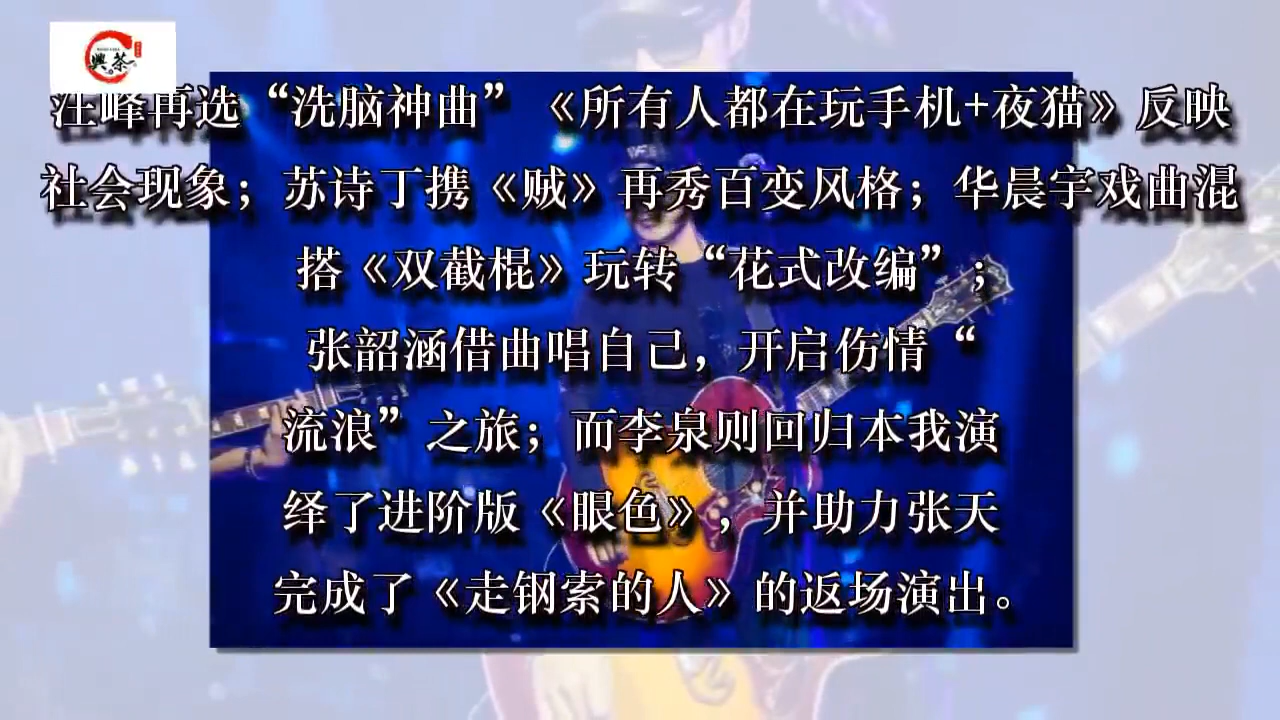 興茶
汪峰再选“洗脑神曲”《所有人都在玩手机+夜猫》反映
社会现象；苏诗丁携《贼》再秀百变风格；华晨宇戏曲混
搭《双截棍》玩转“花式改编”；
张韶涵借曲唱自己，开启伤情“
流浪”之旅；而李泉则回归本我演
绎了进阶版《眼色》，并助力张天
完成了《走钢索的人》的返场演出。